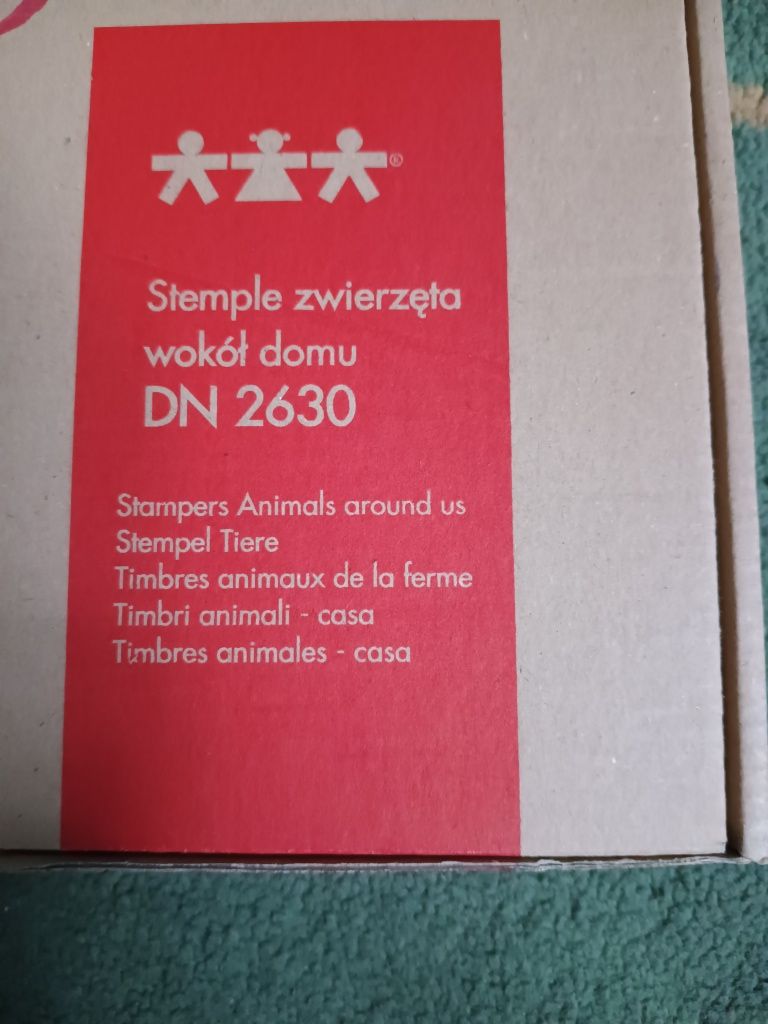 ®
Stemple zwierzęta
wokół domu
DN 2630
Stampers Animals around us
Stempel Tiere
Timbres animaux de la ferme
Timbri animali - casa
Timbres animales - casa